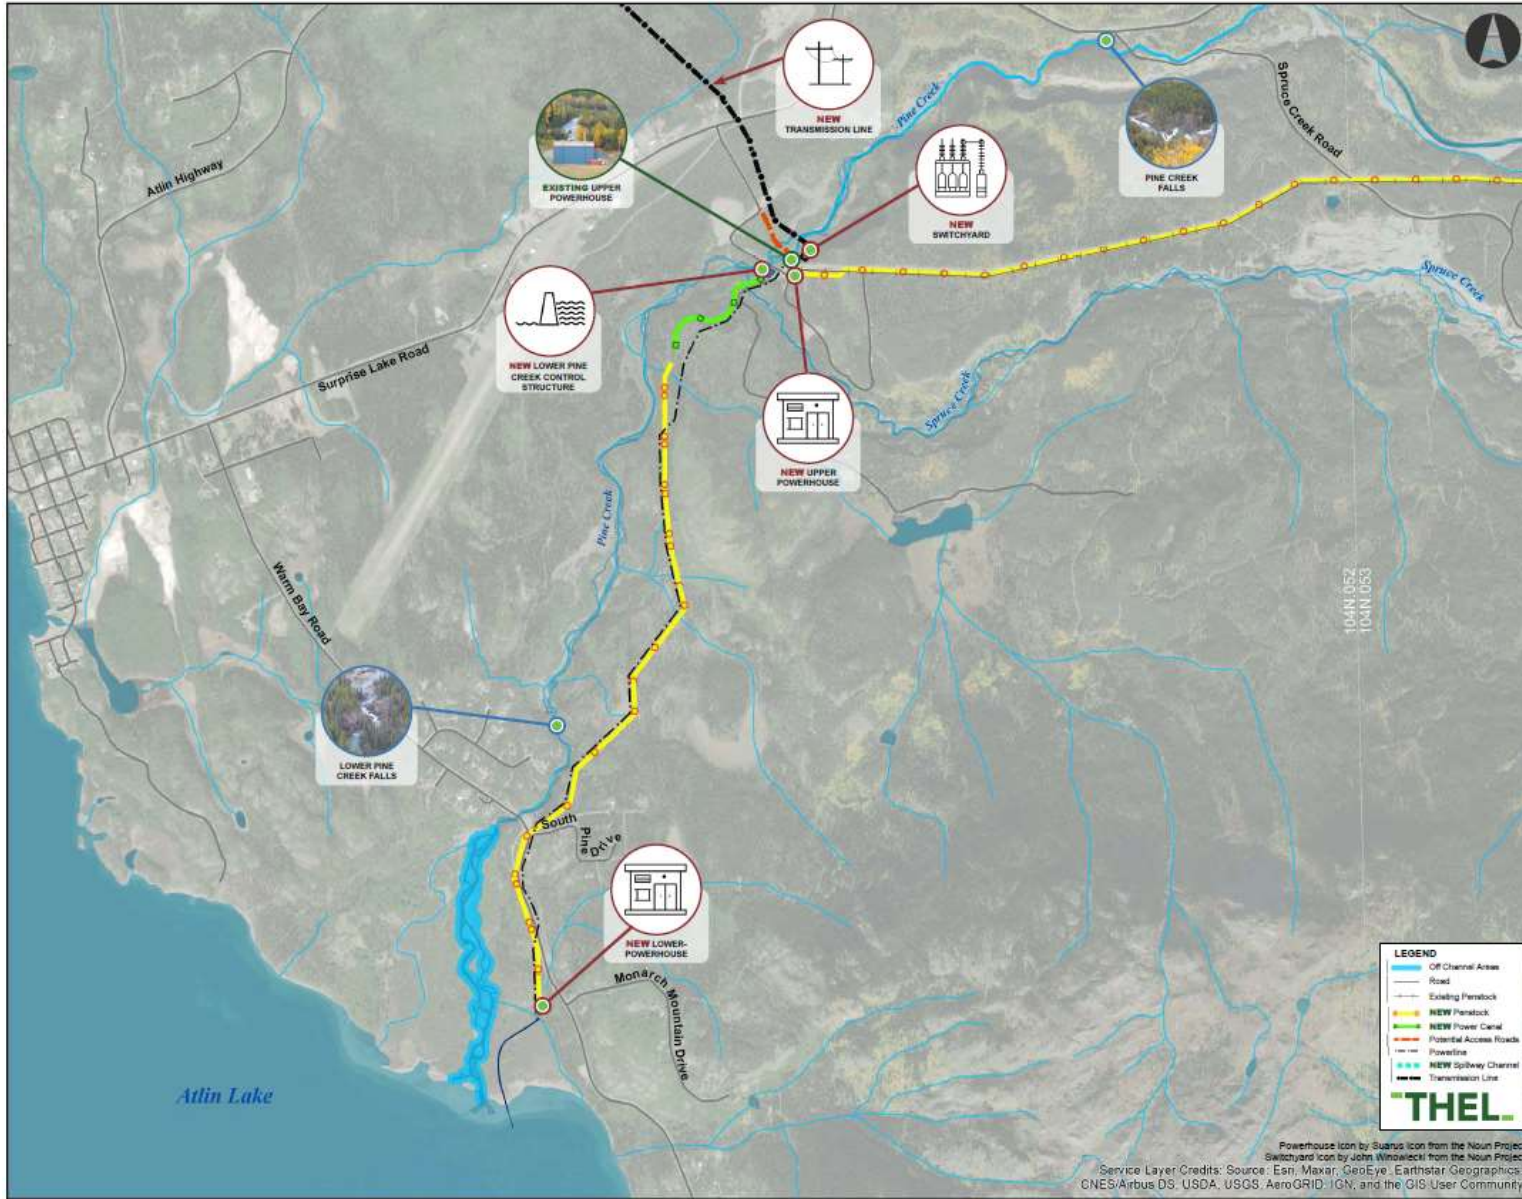 NEW
TRANSMISSION LINE
Pine Creek
Spruce Creek Road
EXISTING UPPER
POWERHOUSE
PINE CREEK
FALLS
Atlin Highway
NEW
SWITCHYARD
Spruce Creek
NEW LOWER PINE
CREEK CONTROL
STRUCTURE
Surprise Lake Road
Spruce Creek
NEW UPPER
POWERHOUSE
Pine Creek
Warm Bay Road
104N.052
104N.053
LOWER PINE
CREEK FALLS
South
Pine
Drive
NEW LOWER-
POWERHOUSE
Monarch Mountain Drive
Atlin Lake
LEGEND
Off Channel Areas
Road
Existing Penstock
NEW Penstock
NEW Power Canal
Potential Access Roads
Powerline
NEW Spillway Channel
Transmission Line
THEL
Powerhouse Icon by Suarus Icon from the Noun Projec
Switchyard Icon by John Winowiecki from the Noun Projec
Service Layer Credits: Source: Esri, Maxar, GeoEye, Earthstar Geographics,
CNES/Airbus DS, USDA, USGS, AeroGRID, IGN, and the GIS User Community